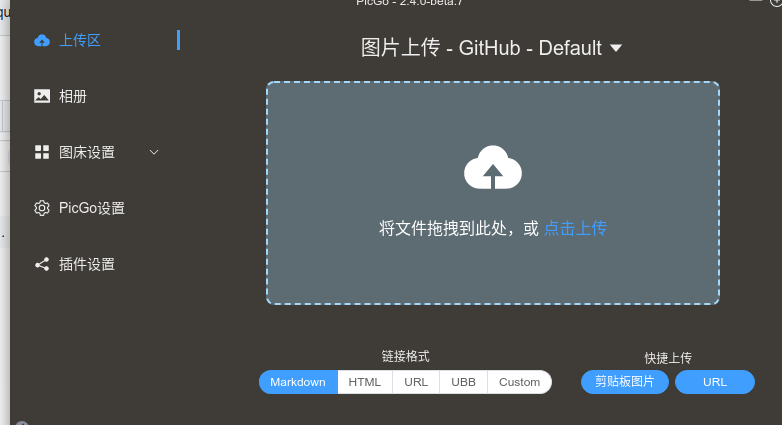 PicGo - 2.4.0-beta.7
上传区
相册
图床设置
PicGo设置
插件设置
图片上传 - GitHub - Default
将文件拖拽到此处，或 点击上传
链接格式
Markdown HTML URL UBB Custom
快捷上传
剪贴板图片 URL